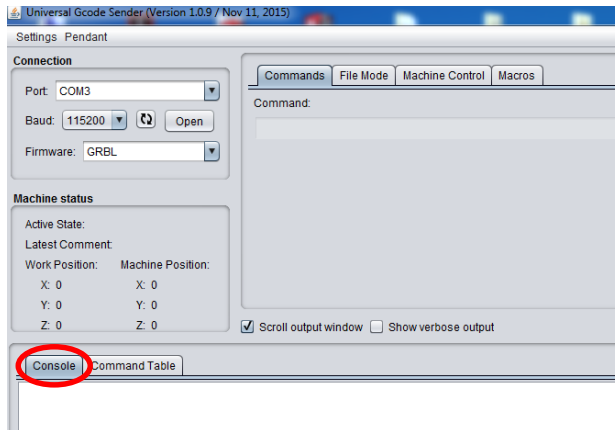 Universal Gcode Sender (Version 1.0.9 / Nov 11, 2015)
Settings Pendant
Connection
Port: COM3
Baud: 115200 Open
Firmware: GRBL
Machine status
Active State:
Latest Comment:
Work Position: Machine Position:
X: 0 X: 0
Y: 0 Y: 0
Z: 0 Z: 0
Commands File Mode Machine Control Macros
Command:
Scroll output window Show verbose output
Console Command Table